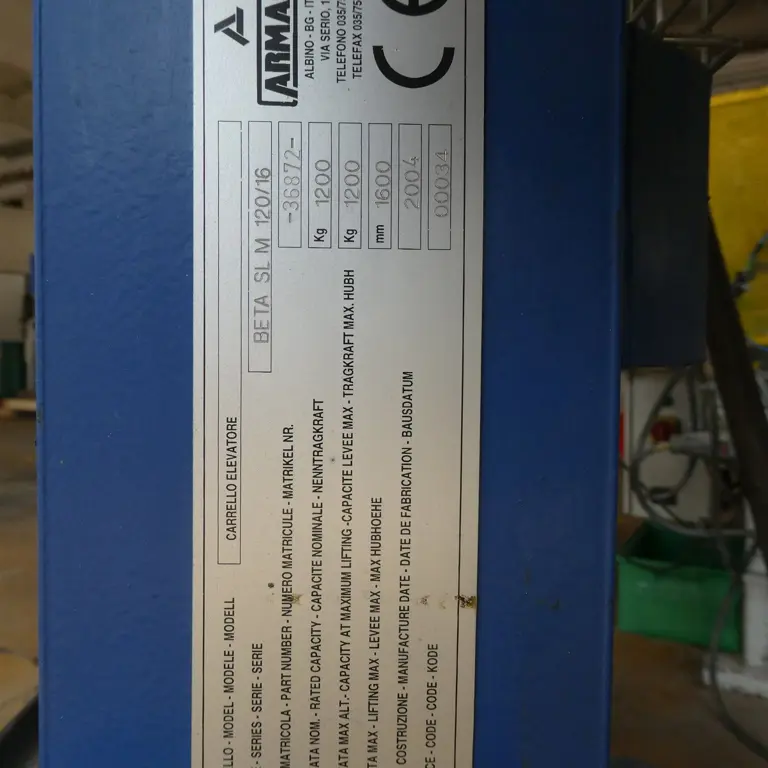 ARMA
ALBINO - BG - IT
VIA SERIO, 1
TELEFONO 035/7
TELEFAX 035/75
CE
LLO - MODEL - MODELE - MODELL CARRELLO ELEVATORE
E - SERIES - SERIE - SERIE BETA SL M 120/16
MATRICOLA - PART NUMBER - NUMERO MATRICULE - MATRIKEL NR. -36872-
ATA NOM. - RATED CAPACITY - CAPACITE NOMINALE - NENNTRAGKRAFT Kg 1200
ATA MAX ALT.- CAPACITY AT MAXIMUM LIFTING -CAPACITE LEVEE MAX - TRAGKRAFT MAX. HUBH Kg 1200
TA MAX - LIFTING MAX - LEVEE MAX - MAX HUBHOEHE mm 1600
COSTRUZIONE - MANUFACTURE DATE - DATE DE FABRICATION - BAUSDATUM 2004
CE - CODE - CODE - KODE 00034